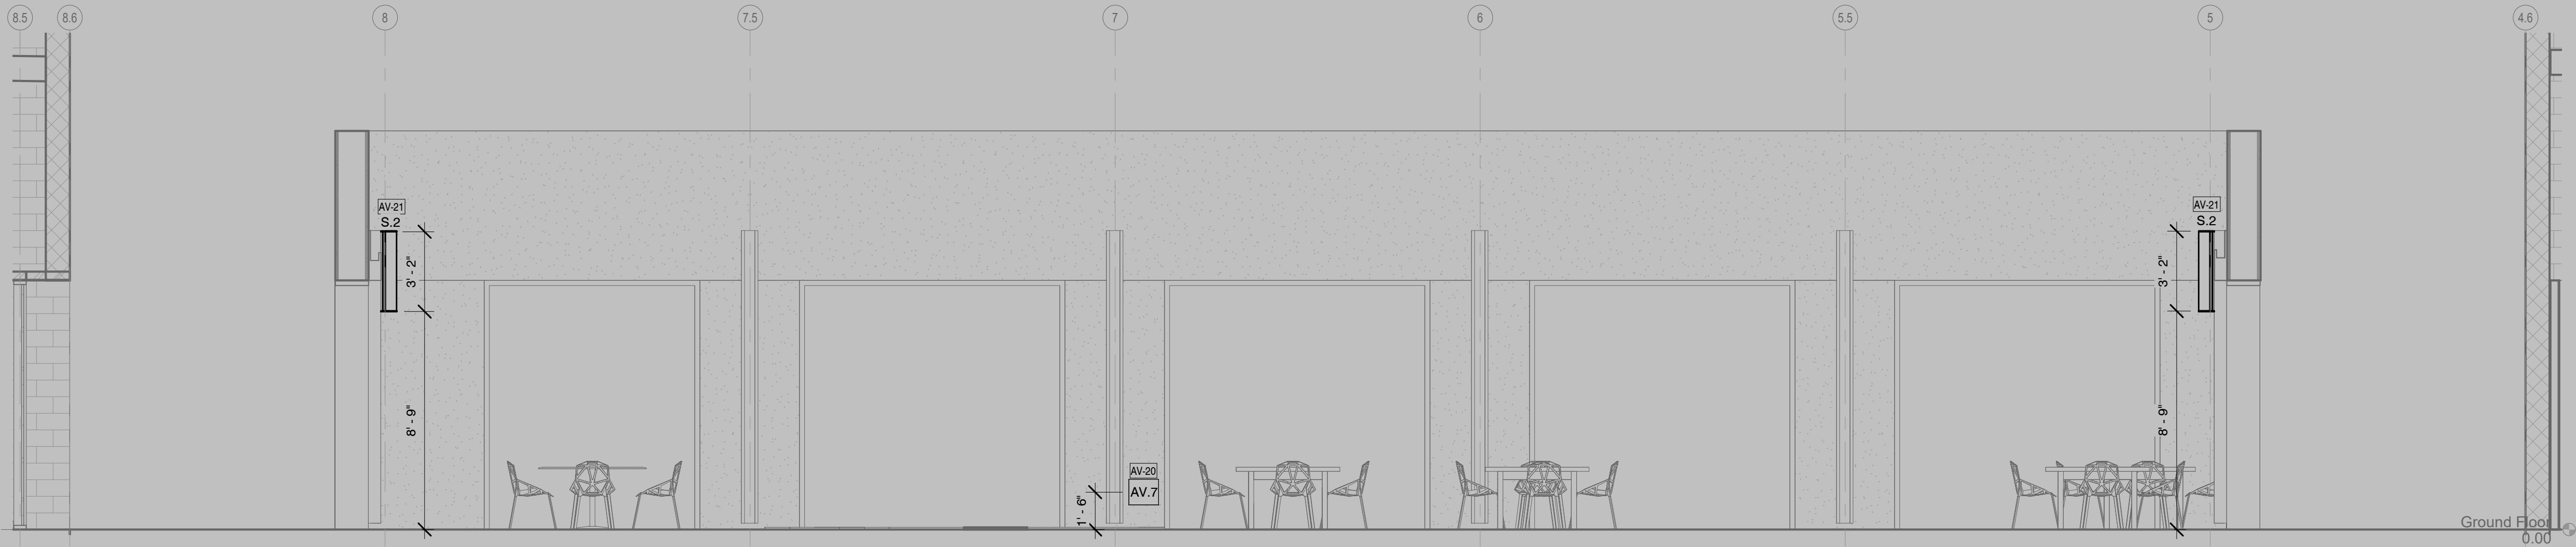 8.5
8.6
8
7.5
7
6
5.5
5
4.6
AV-21
S.2
3' - 2"
8' - 9"
AV-20
AV.7
1' - 6"
AV-21
S.2
3' - 2"
8' - 9"
Ground Floor
0.00